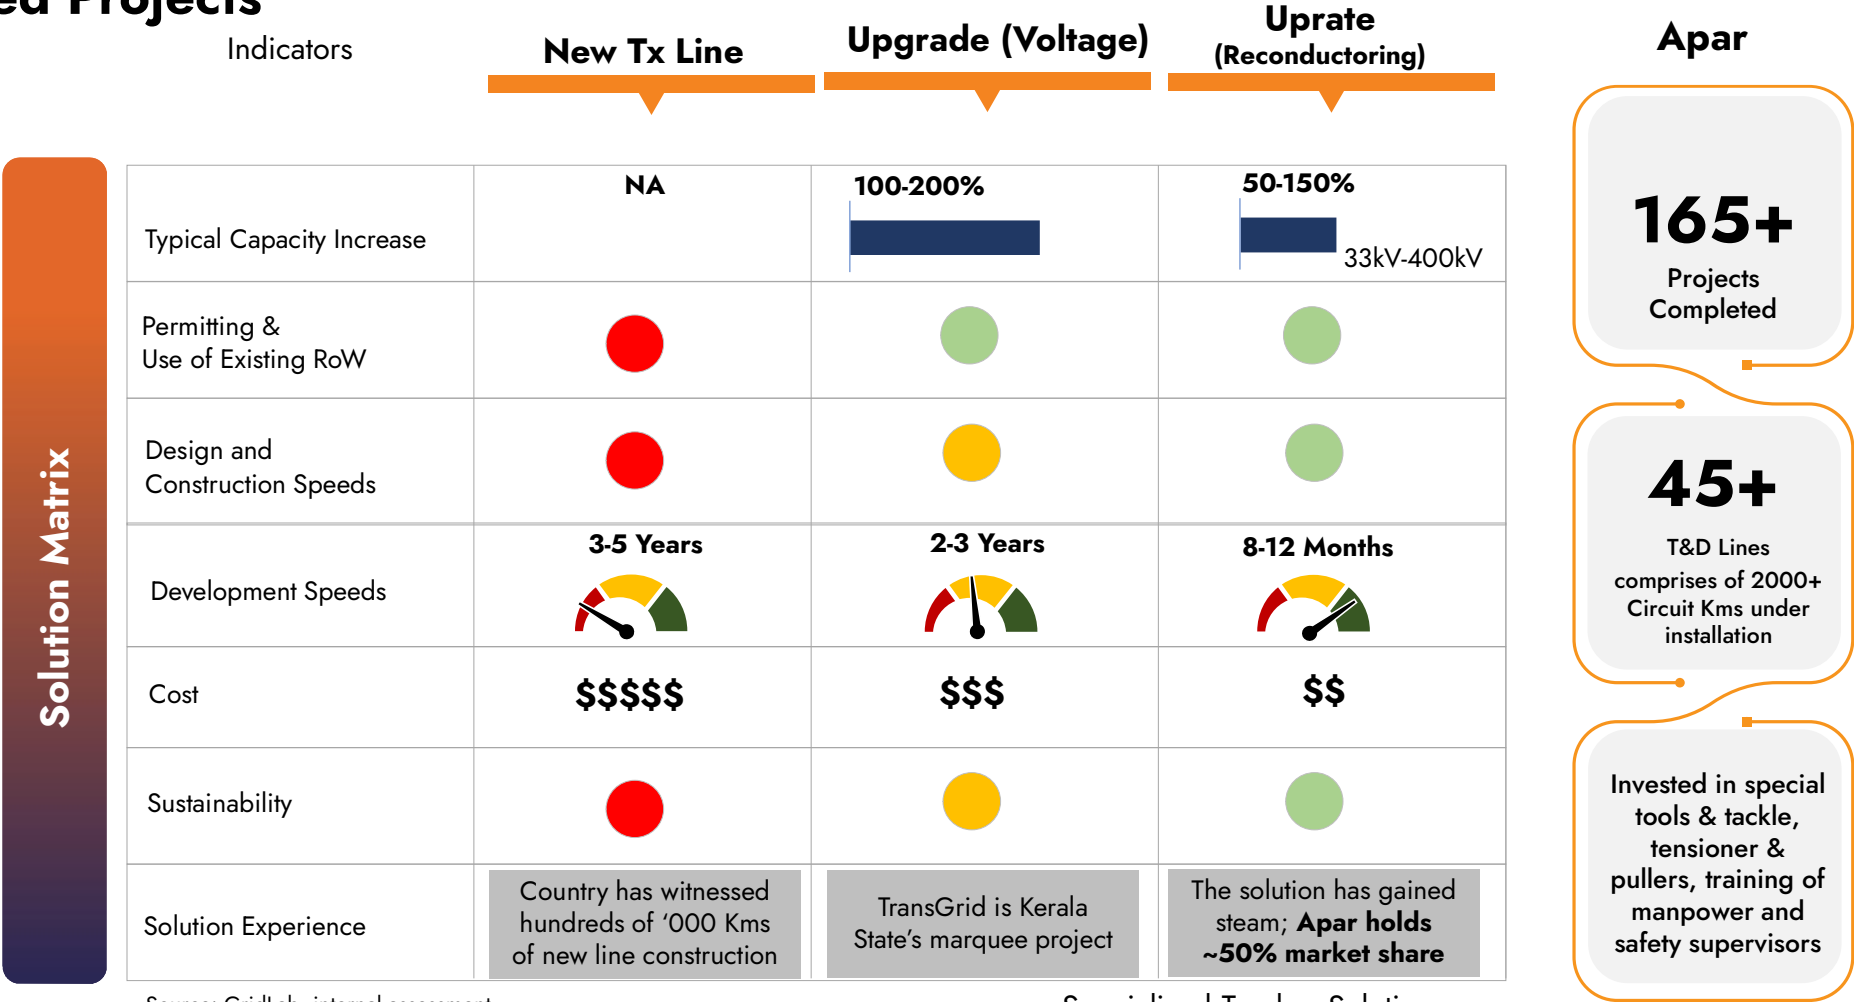 Projects
Indicators
New Tx Line
Upgrade (Voltage)
Uprate
(Reconductoring)
Apar
Solution Matrix
Typical Capacity Increase
NA
100-200%
50-150%
33kV-400kV
Permitting &
Use of Existing RoW
Design and
Construction Speeds
Development Speeds
3-5 Years
2-3 Years
8-12 Months
Cost
$$$$$
$$$
$$
Sustainability
Solution Experience
Country has witnessed
hundreds of ‘000 Kms
of new line construction
TransGrid is Kerala
State’s marquee project
The solution has gained
steam; Apar holds
~50% market share
165+
Projects
Completed
45+
T&D Lines
comprises of 2000+
Circuit Kms under
installation
Invested in special
tools & tackle,
tensioner &
pullers, training of
manpower and
safety supervisors